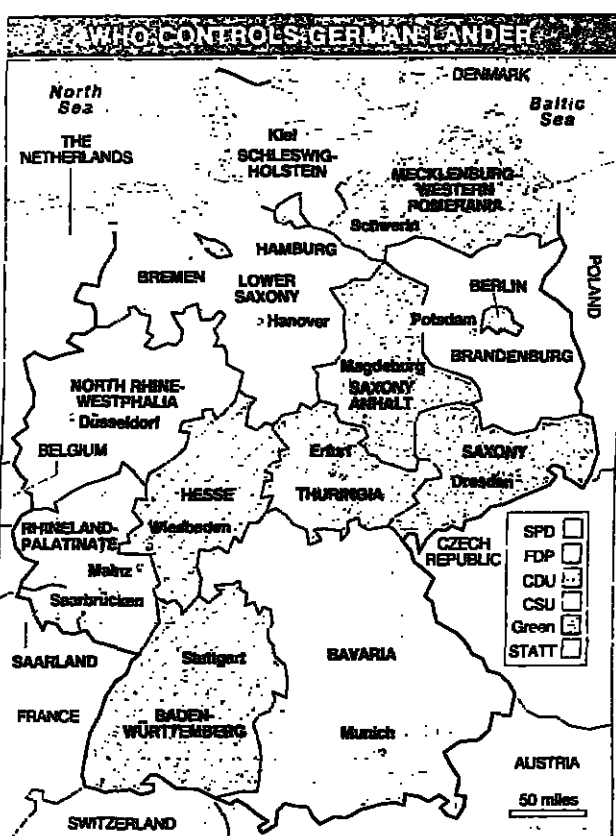 WHO CONTROLS GERMAN LANDER
DENMARK
North
Sea
Baltic
Sea
THE
NETHERLANDS
Kiel
SCHLESWIG-
HOLSTEIN
MECKLENBURG-
WESTERN
POMERANIA
Schwerin
HAMBURG
BREMEN
LOWER
SAXONY
Hanover
BERLIN
Potsdam
BRANDENBURG
POLAND
Magdeburg
SAXONY
ANHALT
NORTH RHINE-
WESTPHALIA
Düsseldorf
BELGIUM
HESSE
Wiesbaden
Erfurt
THURINGIA
SAXONY
Dresden
RHINELAND-
PALATINATE
Mainz
Saarbrücken
CZECH
REPUBLIC
SPD
FDP
CDU
CSU
Green
STATT
SAARLAND
FRANCE
Stuttgart
BADEN-
WÜRTTEMBERG
BAVARIA
Munich
AUSTRIA
50 miles
SWITZERLAND